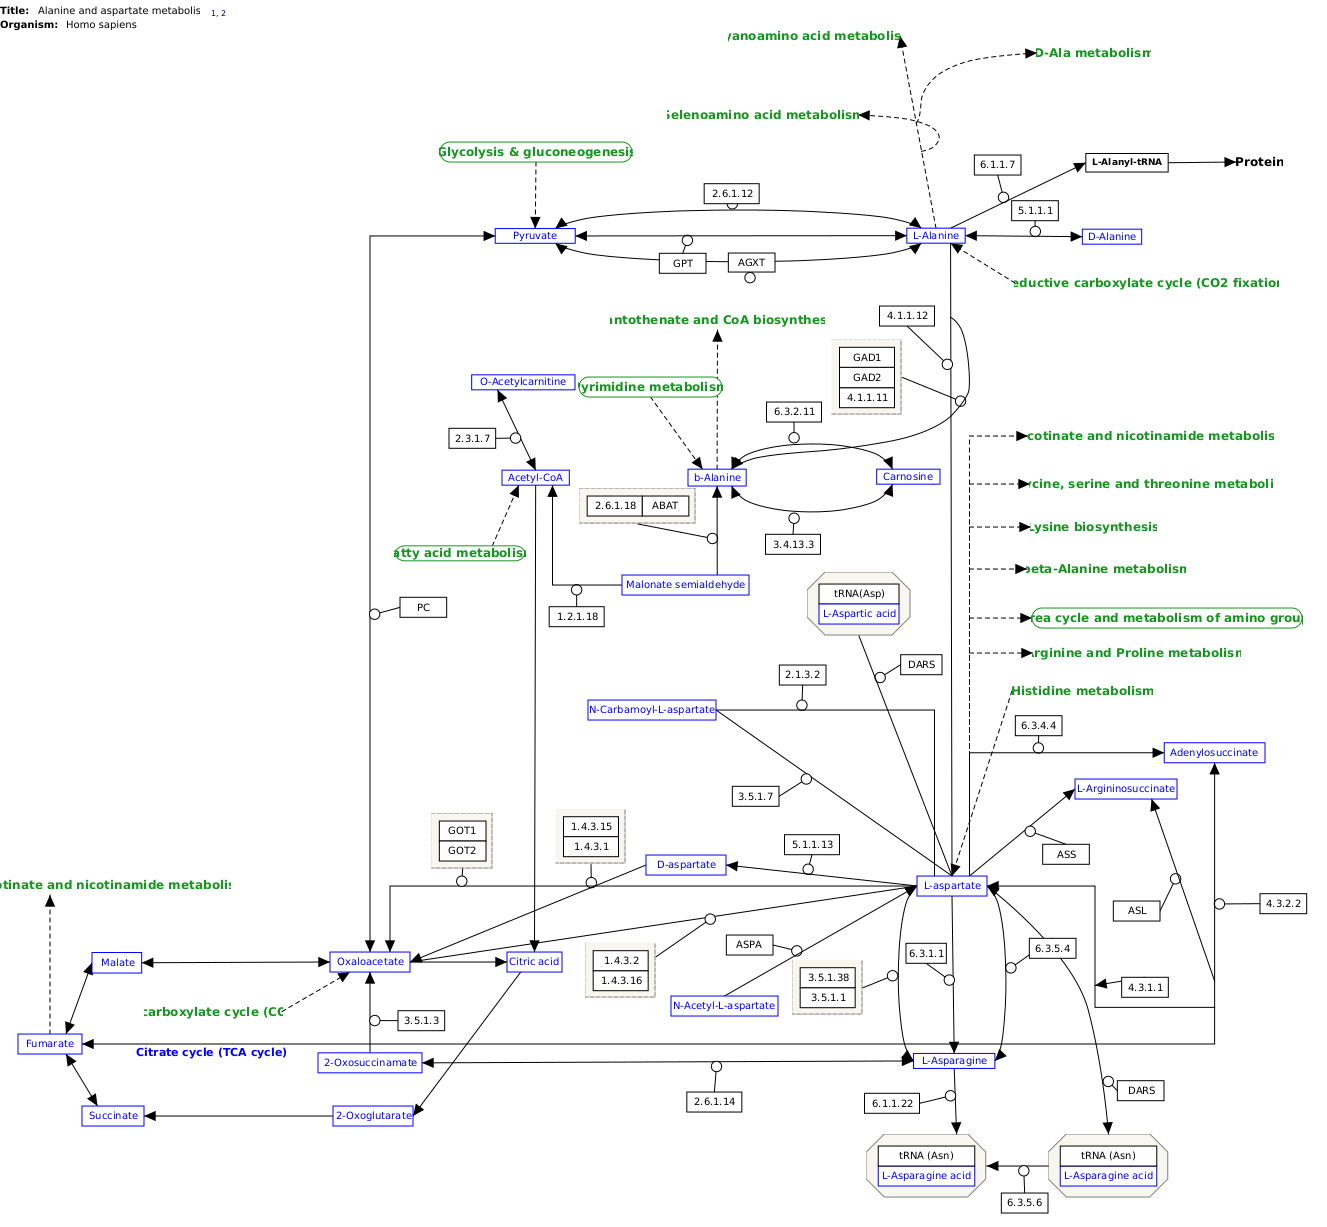 Title: Alanine and aspartate metabolis 1, 2
Organism: Homo sapiens
yanoamino acid metabolis
D-Ala metabolism
Selenoamino acid metabolism
Glycolysis & gluconeogenesis
6.1.1.7
L-Alanyl-tRNA
Protein
2.6.1.12
5.1.1.1
Pyruvate
L-Alanine
D-Alanine
GPT
AGXT
eductive carboxylate cycle (CO2 fixation
4.1.1.12
ntothenate and CoA biosynthes
GAD1
GAD2
4.1.1.11
O-Acetylcarnitine
yrimidine metabolism
6.3.2.11
2.3.1.7
cotinate and nicotinamide metabolis
Acetyl-CoA
b-Alanine
Carnosine
cine, serine and threonine metaboli
2.6.1.18
ABAT
Lysine biosynthesis
3.4.13.3
atty acid metabolism
beta-Alanine metabolism
Malonate semialdehyde
tRNA(Asp)
L-Aspartic acid
PC
1.2.1.18
rea cycle and metabolism of amino group
rginine and Proline metabolism
DARS
2.1.3.2
Histidine metabolism
N-Carbamoyl-L-aspartate
6.3.4.4
Adenylosuccinate
3.5.1.7
L-Argininosuccinate
GOT1
GOT2
1.4.3.15
1.4.3.1
5.1.1.13
ASS
D-aspartate
otinate and nicotinamide metabolis
L-aspartate
ASL
4.3.2.2
ASPA
6.3.1.1
6.3.5.4
Malate
Oxaloacetate
Citric acid
1.4.3.2
1.4.3.16
3.5.1.38
3.5.1.1
4.3.1.1
carboxylate cycle (CO
N-Acetyl-L-aspartate
3.5.1.3
Fumarate
Citrate cycle (TCA cycle)
2-Oxosuccinamate
L-Asparagine
2.6.1.14
6.1.1.22
DARS
Succinate
2-Oxoglutarate
tRNA (Asn)
L-Asparagine acid
tRNA (Asn)
L-Asparagine acid
6.3.5.6